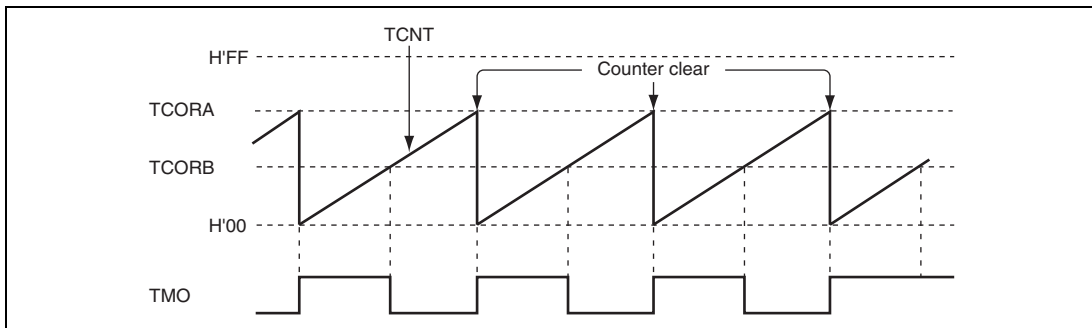 TCNT
H'FF
Counter clear
TCORA
TCORB
H'00
TMO